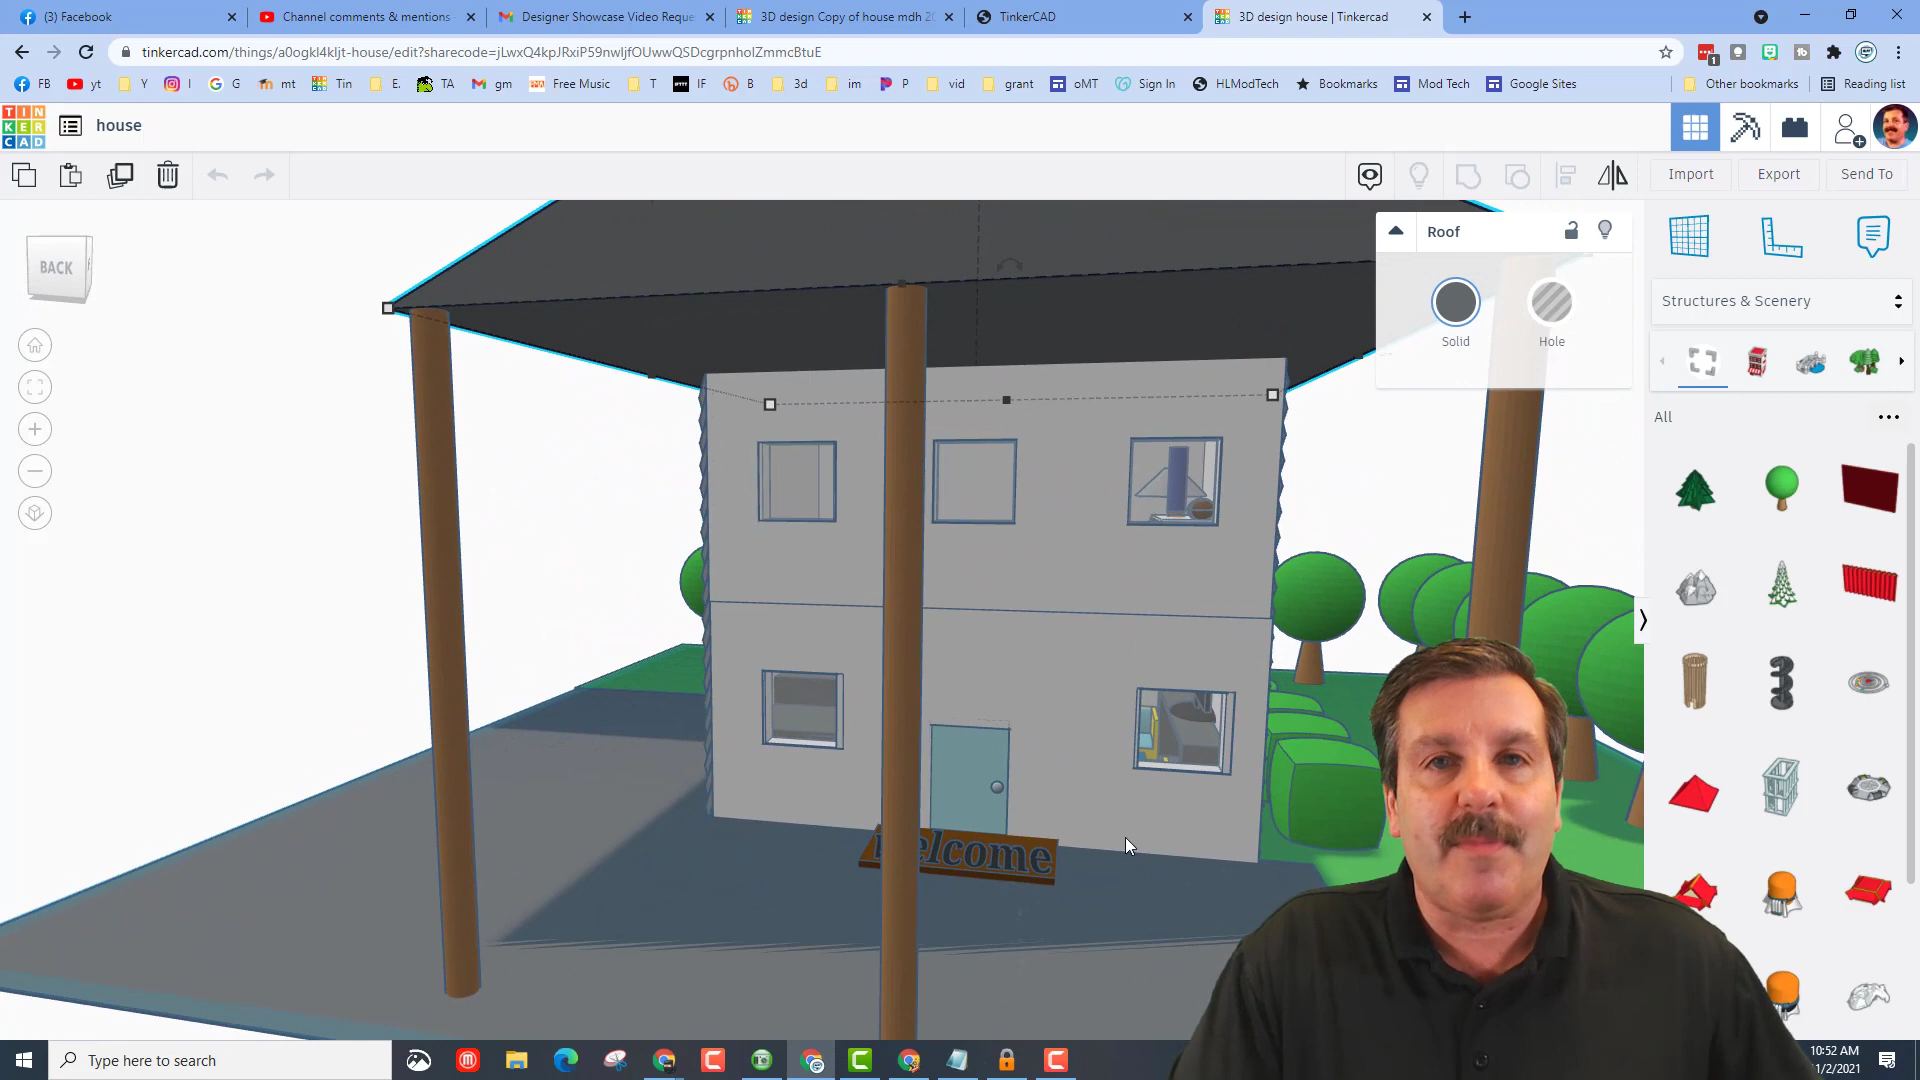 (3) Facebook
Channel comments & mentions
Designer Showcase Video Reque
3D design Copy of house mdh 20
TinkerCAD
3D design house | Tinkercad
tinkercad.com/things/a0ogkl4kljt-house/edit?sharecode=jLwxQ4kpJRxiP59nwIjfOUwwQSDcgrpnholZmmcBtuE
FB
yt
Y
I
G
mt
Tin
E.
TA
gm
Free Music
T
IF
B
3d
im
P
vid
grant
oMT
Sign In
HLModTech
Bookmarks
Mod Tech
Google Sites
Other bookmarks
Reading list
TIN
KER
CAD
house
Import
Export
Send To
BACK
Roof
Solid
Hole
Structures & Scenery
All
welcome
Type here to search
10:52 AM
11/2/2021